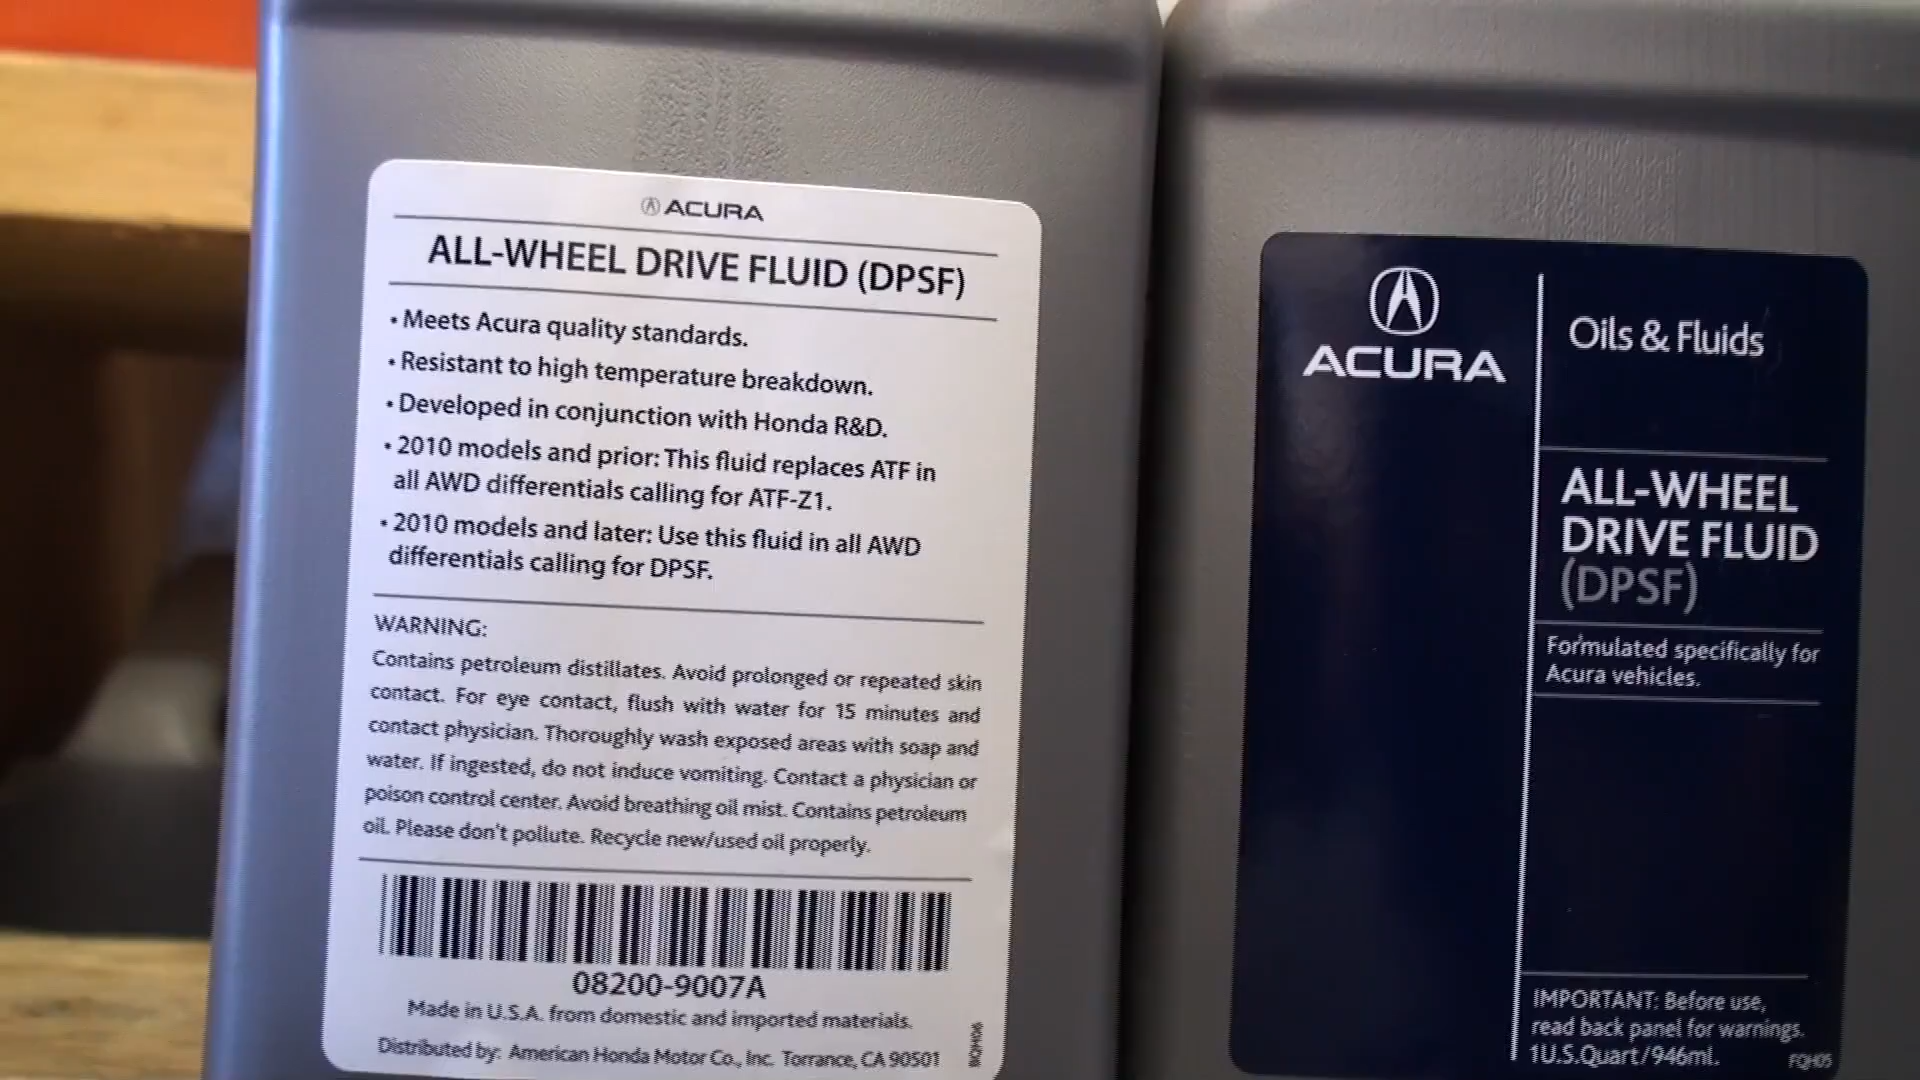 ACURA
ALL-WHEEL DRIVE FLUID (DPSF)
• Meets Acura quality standards.
• Resistant to high temperature breakdown.
• Developed in conjunction with Honda R&D.
• 2010 models and prior: This fluid replaces ATF in
all AWD differentials calling for ATF-Z1.
• 2010 models and later: Use this fluid in all AWD
differentials calling for DPSF.
WARNING:
Contains petroleum distillates. Avoid prolonged or repeated skin
contact. For eye contact, flush with water for 15 minutes and
contact physician. Thoroughly wash exposed areas with soap and
water. If ingested, do not induce vomiting. Contact a physician or
poison control center. Avoid breathing oil mist. Contains petroleum
oil. Please don't pollute. Recycle new/used oil properly.
08200-9007A
Made in U.S.A. from domestic and imported materials.
Distributed by: American Honda Motor Co., Inc. Torrance, CA 90501
ACURA
Oils & Fluids
ALL-WHEEL
DRIVE FLUID
(DPSF)
Formulated specifically for
Acura vehicles.
IMPORTANT: Before use,
read back panel for warnings.
1U.S.Quart/946ml.
FQH05